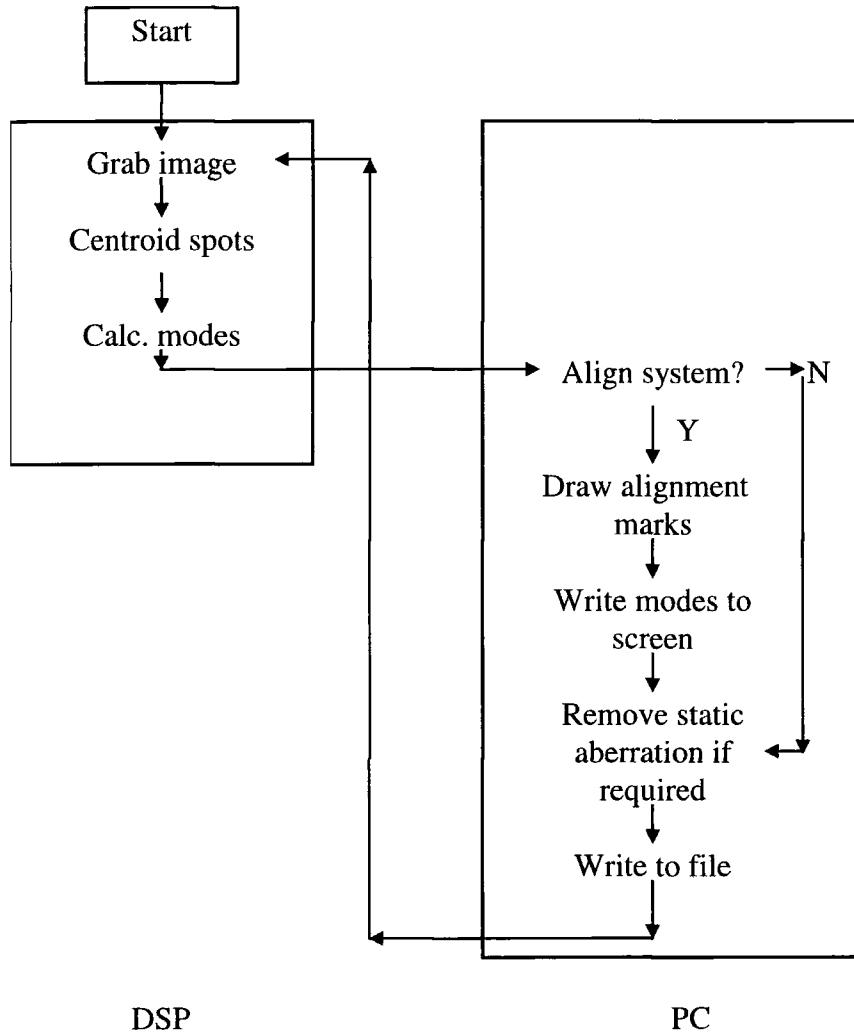 Start
Grab image
Centroid spots
Calc. modes
Align system?
N
Y
Draw alignment
marks
Write modes to
screen
Remove static
aberration if
required
Write to file
DSP
PC